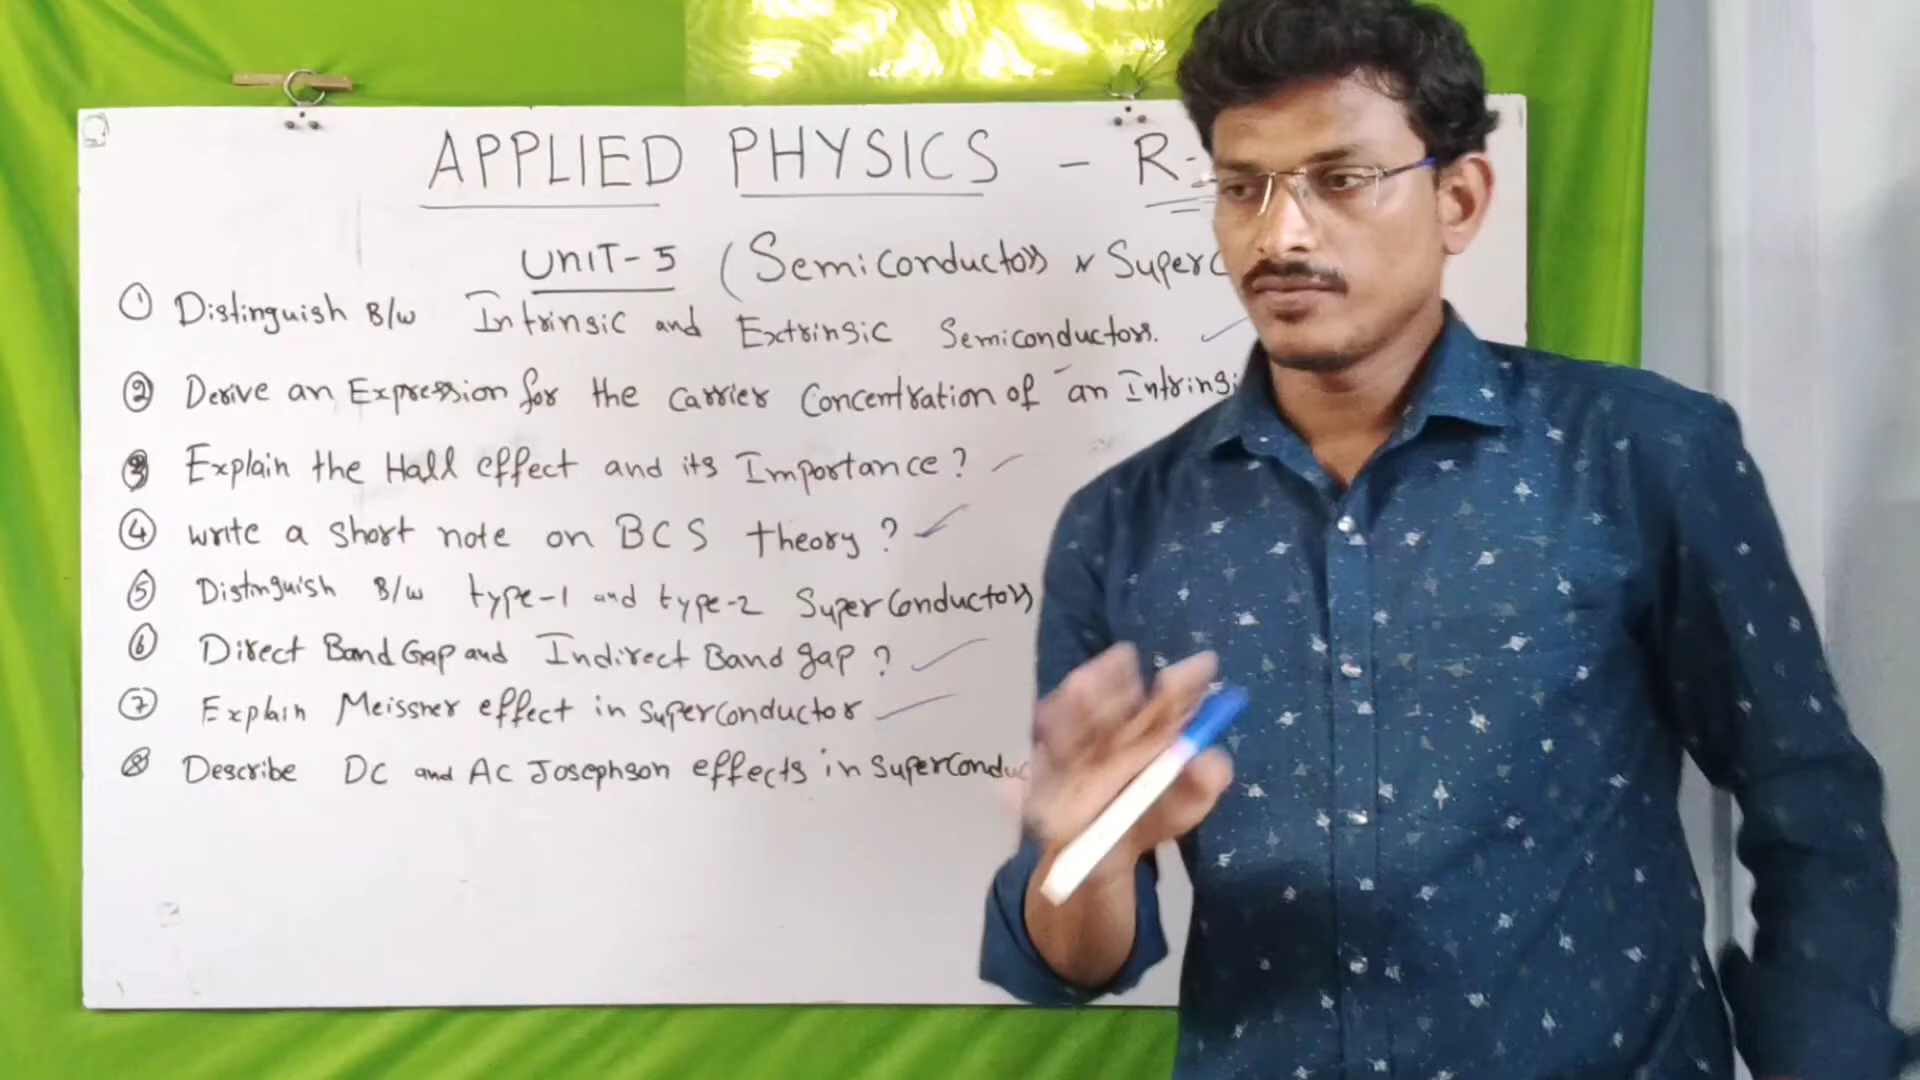 APPLIED PHYSICS - R-
UNIT-5 (Semiconductors & Superc
① Distinguish B/w Intrinsic and Extrinsic Semiconductors.
② Derive an Expression for the carrier Concentration of an Intrinsi
③ Explain the Hall effect and its Importance?
④ write a short note on BCS theory?
⑤ Distinguish B/w type-1 and type-2 SuperConductors
⑥ Direct Band Gap and Indirect Band gap?
⑦ Explain Meissner effect in superconductor
⑧ Describe DC and AC Josephson effects in superconduc